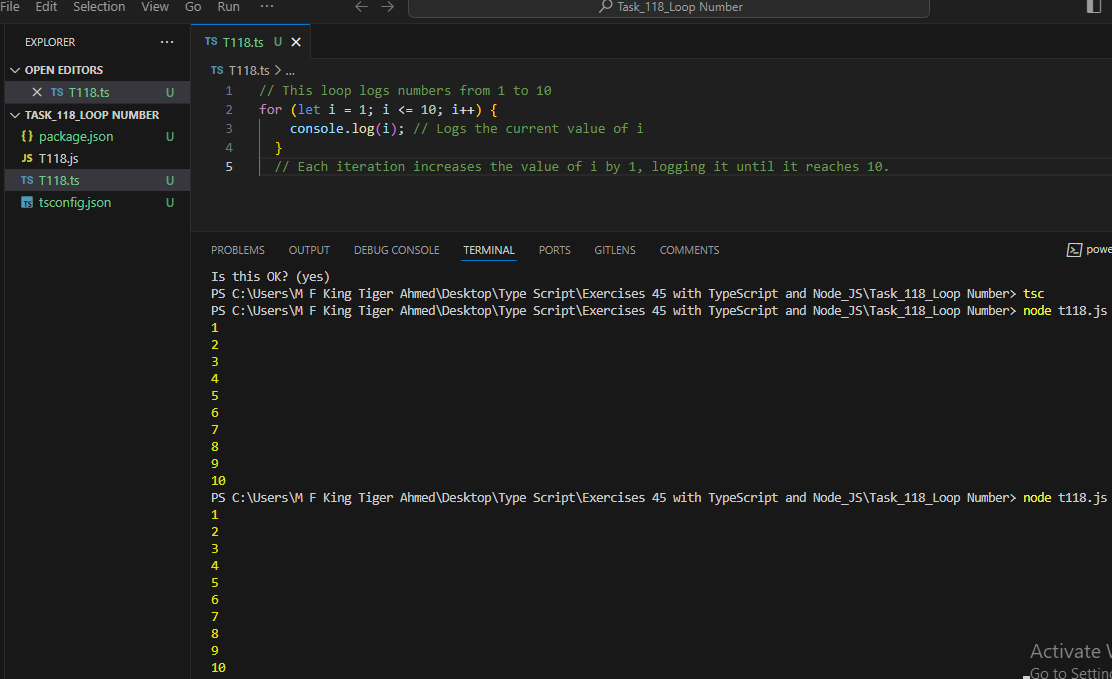 File Edit Selection View Go Run ··· ← → Task_118_Loop Number
EXPLORER ···
OPEN EDITORS
TS T118.ts U
TASK_118_LOOP NUMBER
{} package.json U
JS T118.js
TS T118.ts U
TS tsconfig.json U
TS T118.ts U
TS T118.ts > ...
1 // This loop logs numbers from 1 to 10
2 for (let i = 1; i <= 10; i++) {
3 console.log(i); // Logs the current value of i
4 }
5 // Each iteration increases the value of i by 1, logging it until it reaches 10.
PROBLEMS OUTPUT DEBUG CONSOLE TERMINAL PORTS GITLENS COMMENTS powe
Is this OK? (yes)
PS C:\Users\M F King Tiger Ahmed\Desktop\Type Script\Exercises 45 with TypeScript and Node_JS\Task_118_Loop Number> tsc
PS C:\Users\M F King Tiger Ahmed\Desktop\Type Script\Exercises 45 with TypeScript and Node_JS\Task_118_Loop Number> node t118.js
1
2
3
4
5
6
7
8
9
10
PS C:\Users\M F King Tiger Ahmed\Desktop\Type Script\Exercises 45 with TypeScript and Node_JS\Task_118_Loop Number> node t118.js
1
2
3
4
5
6
7
8
9
10
Activate W
Go to Setting